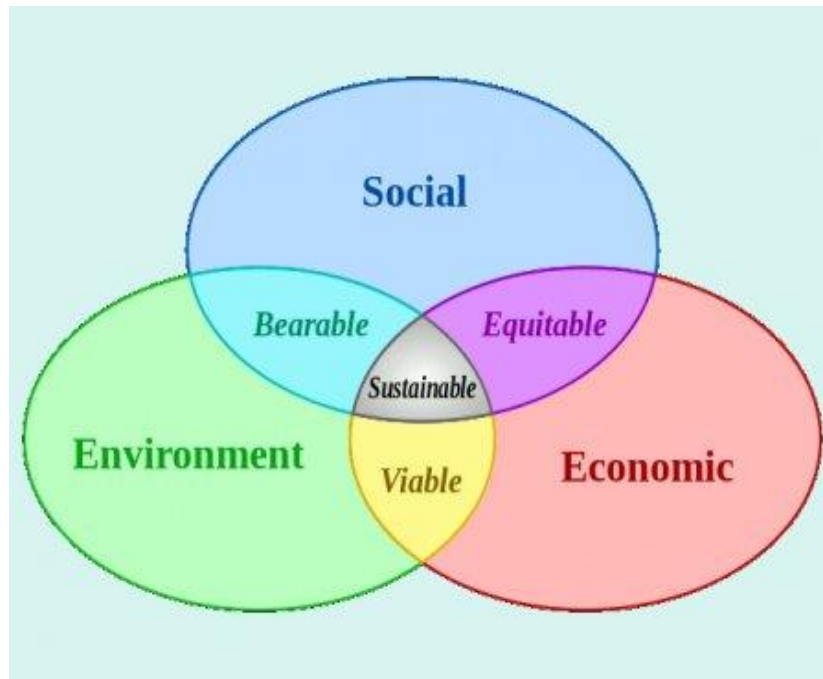 Social
Bearable
Equitable
Sustainable
Environment
Economic
Viable